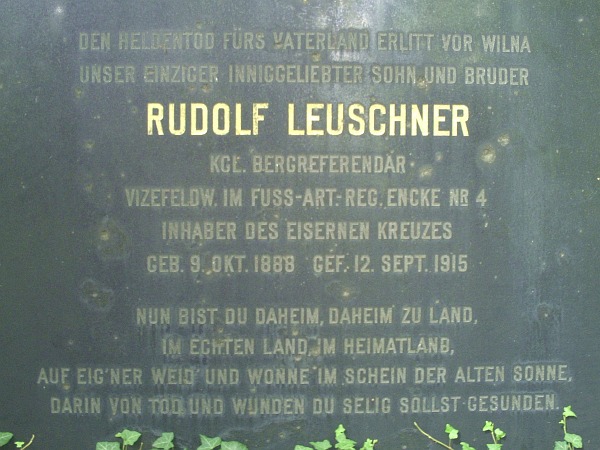 DEN HELDENTOD FÜRS VATERLAND ERLITT VOR WILNA
UNSER EINZIGER INNIGGELIEBTER SOHN UND BRUDER
RUDOLF LEUSCHNER
KGL. BERGREFERENDAR
VIZEFELDW. IM FUSS-ART.-REG. ENCKE NR 4
INHABER DES EISERNEN KREUZES
GEB. 9. OKT. 1888 GEF. 12. SEPT. 1915
NUN BIST DU DAHEIM, DAHEIM ZU LAND,
IM ECHTEN LAND, IM HEIMATLAND,
AUF EIG'NER WEID' UND WONNE IM SCHEIN DER ALTEN SONNE,
DARIN VON TOD UND WUNDEN DU SELIG SOLLST GESUNDEN.